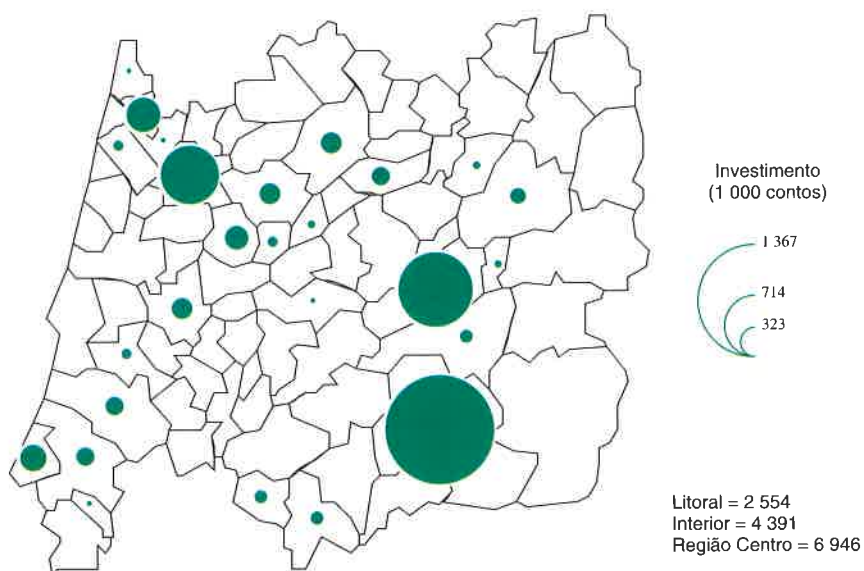 Investimento
(1 000 contos)
1 367
714
323
Litoral = 2 554
Interior = 4 391
Região Centro = 6 946